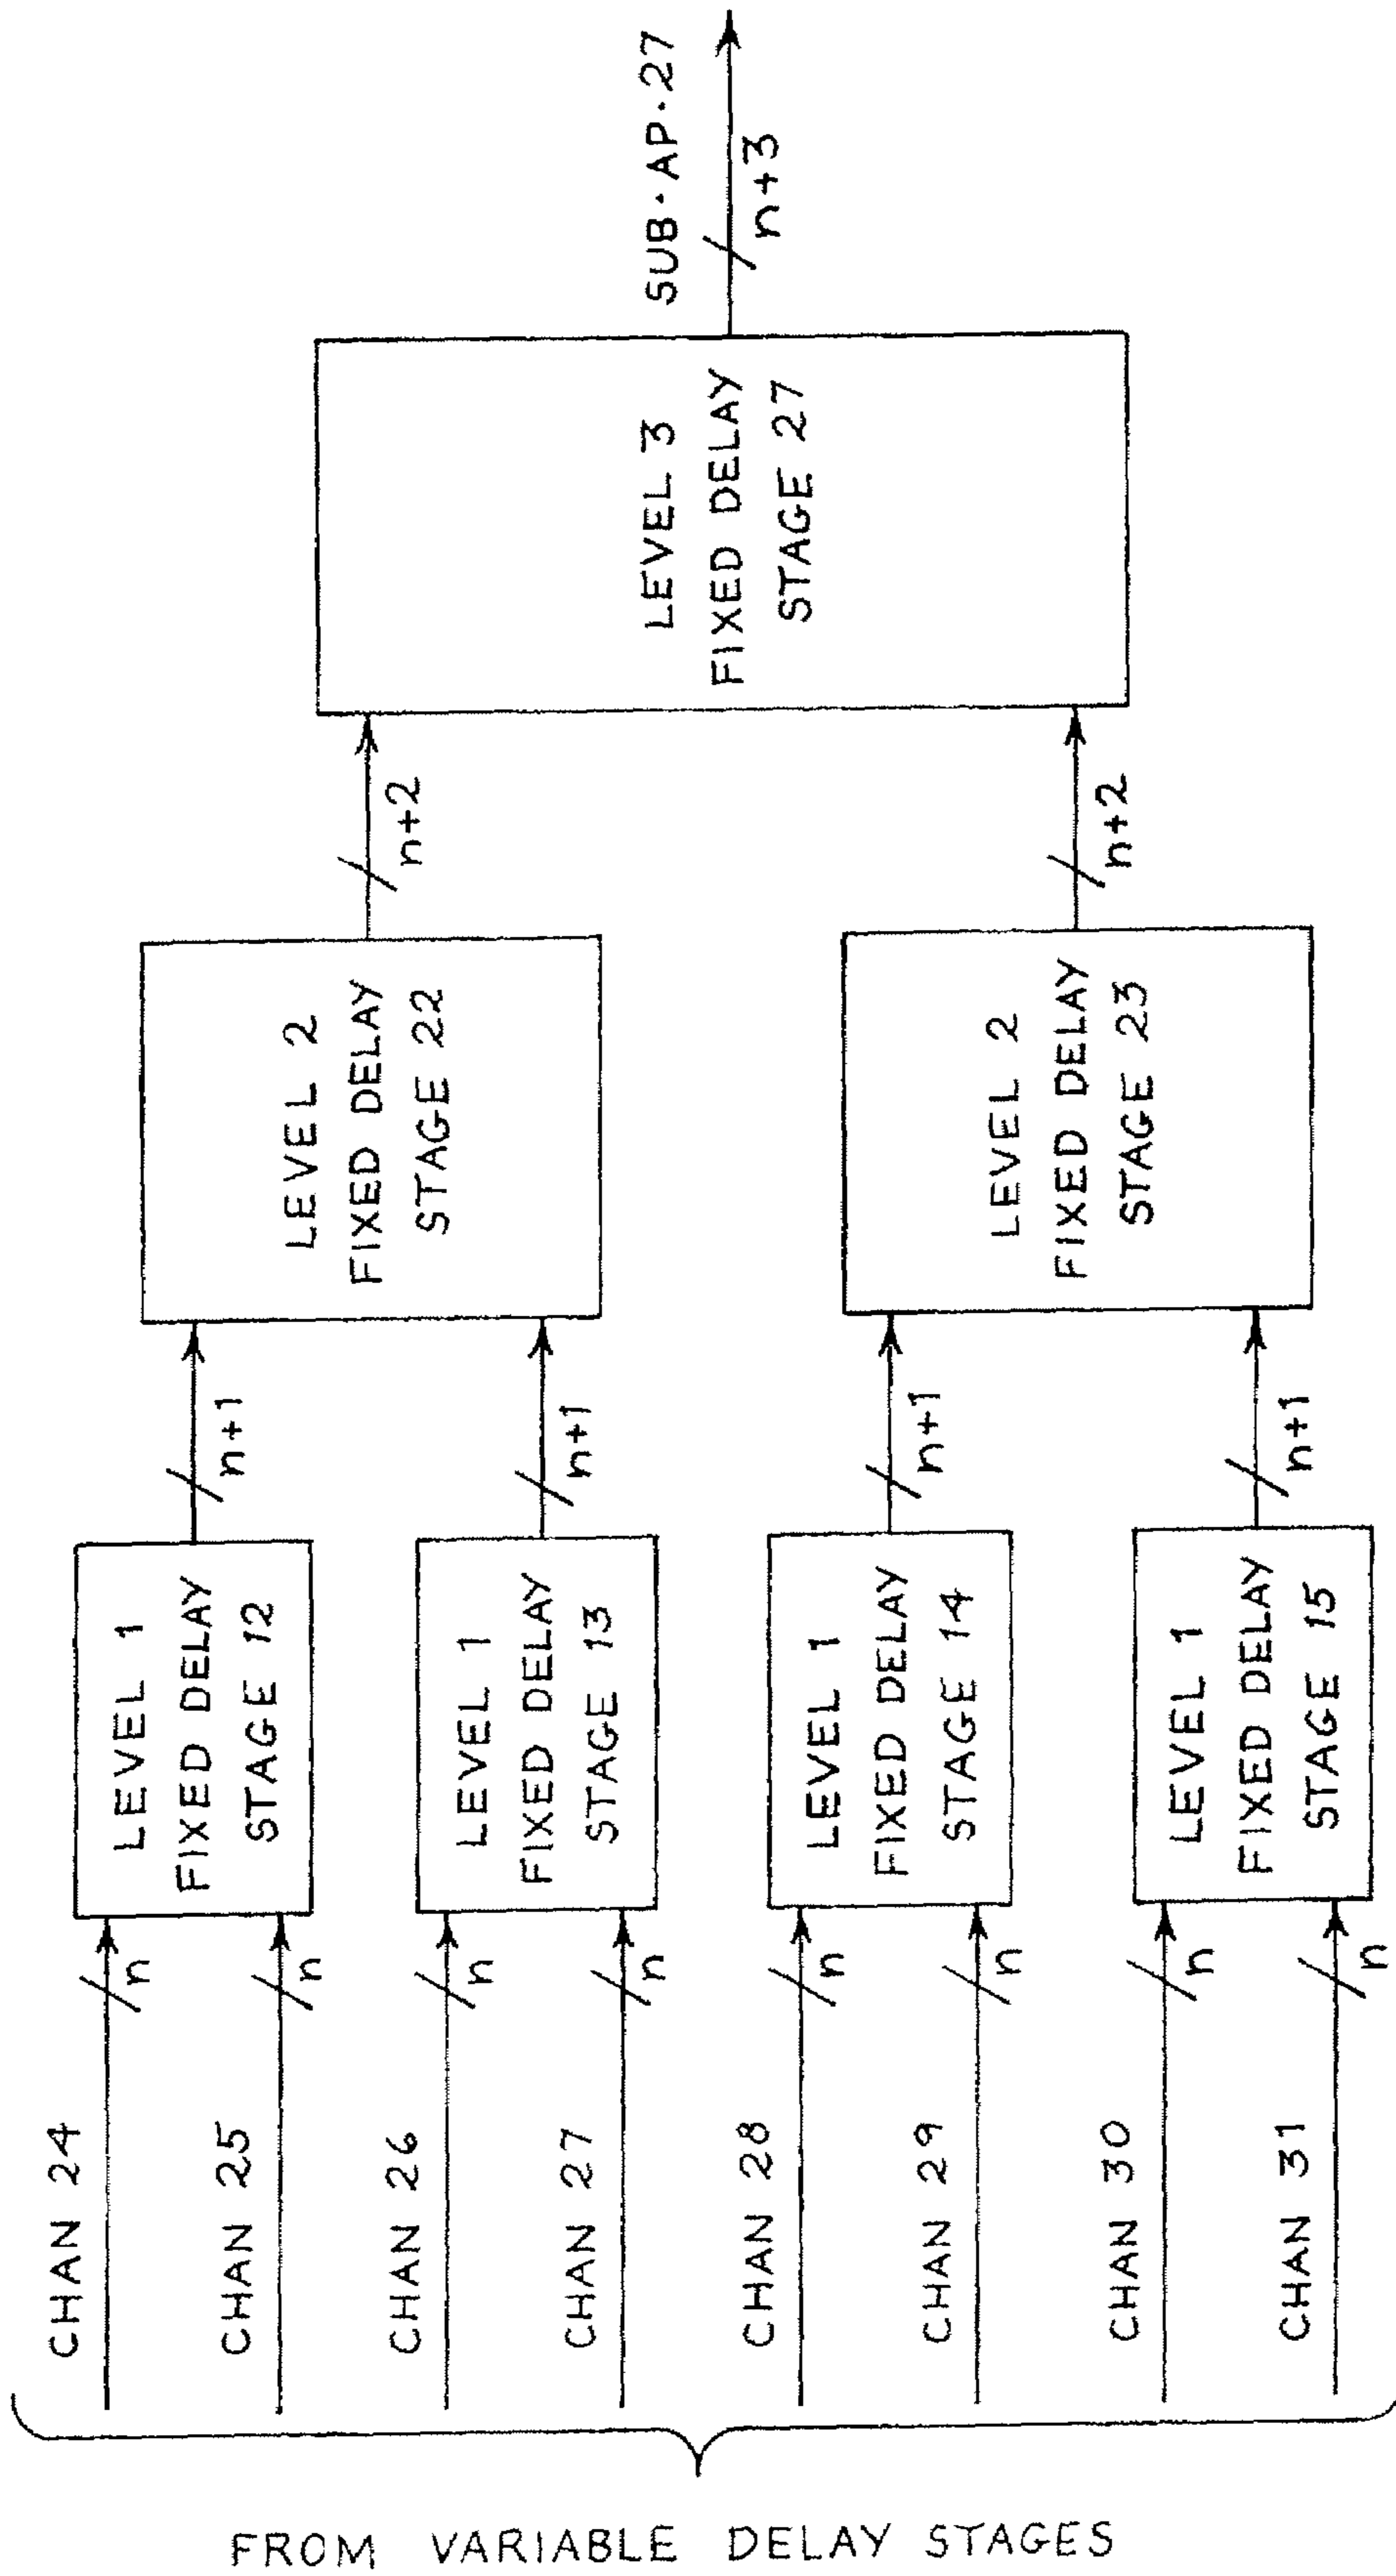 FROM VARIABLE DELAY STAGES
CHAN 24
n
CHAN 25
n
CHAN 26
n
CHAN 27
n
CHAN 28
n
CHAN 29
n
CHAN 30
n
CHAN 31
n
LEVEL 1
FIXED DELAY
STAGE 12
n+1
LEVEL 1
FIXED DELAY
STAGE 13
n+1
LEVEL 1
FIXED DELAY
STAGE 14
n+1
LEVEL 1
FIXED DELAY
STAGE 15
n+1
LEVEL 2
FIXED DELAY
STAGE 22
n+2
LEVEL 2
FIXED DELAY
STAGE 23
n+2
LEVEL 3
FIXED DELAY
STAGE 27
SUB·AP·27
n+3